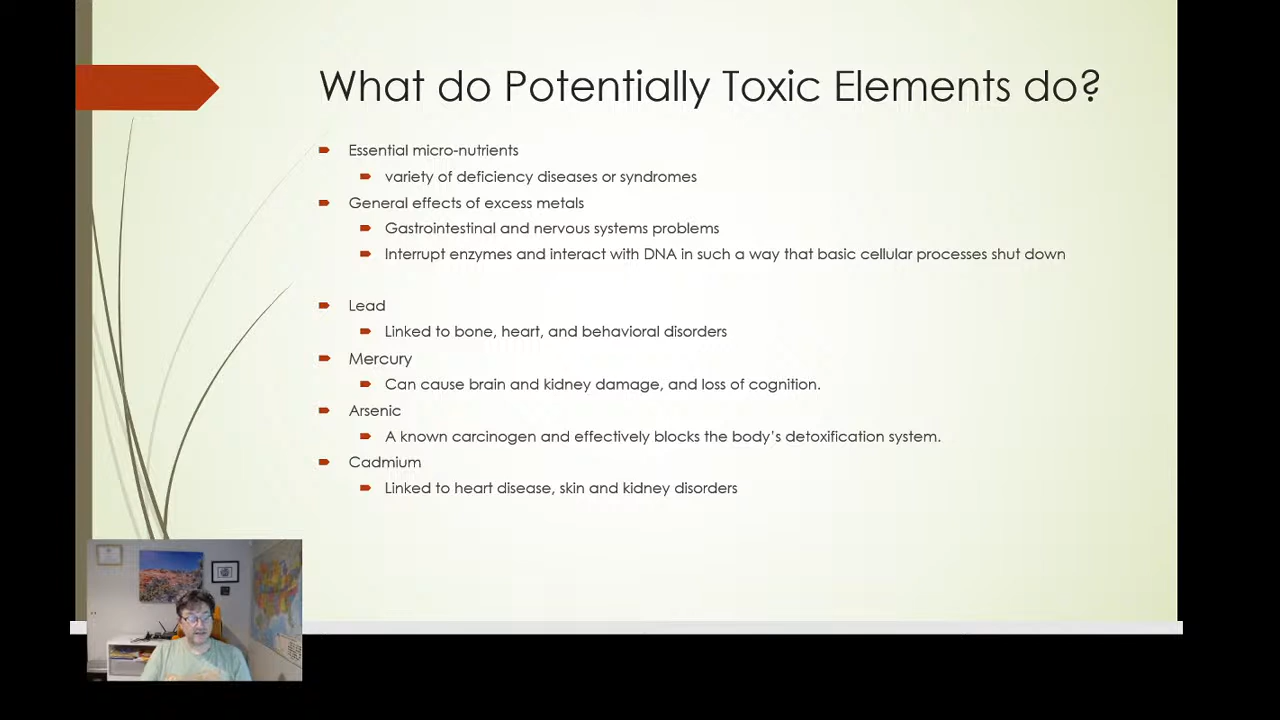 What do Potentially Toxic Elements do?
Essential micro-nutrients
variety of deficiency diseases or syndromes
General effects of excess metals
Gastrointestinal and nervous systems problems
Interrupt enzymes and interact with DNA in such a way that basic cellular processes shut down
Lead
Linked to bone, heart, and behavioral disorders
Mercury
Can cause brain and kidney damage, and loss of cognition.
Arsenic
A known carcinogen and effectively blocks the body's detoxification system.
Cadmium
Linked to heart disease, skin and kidney disorders